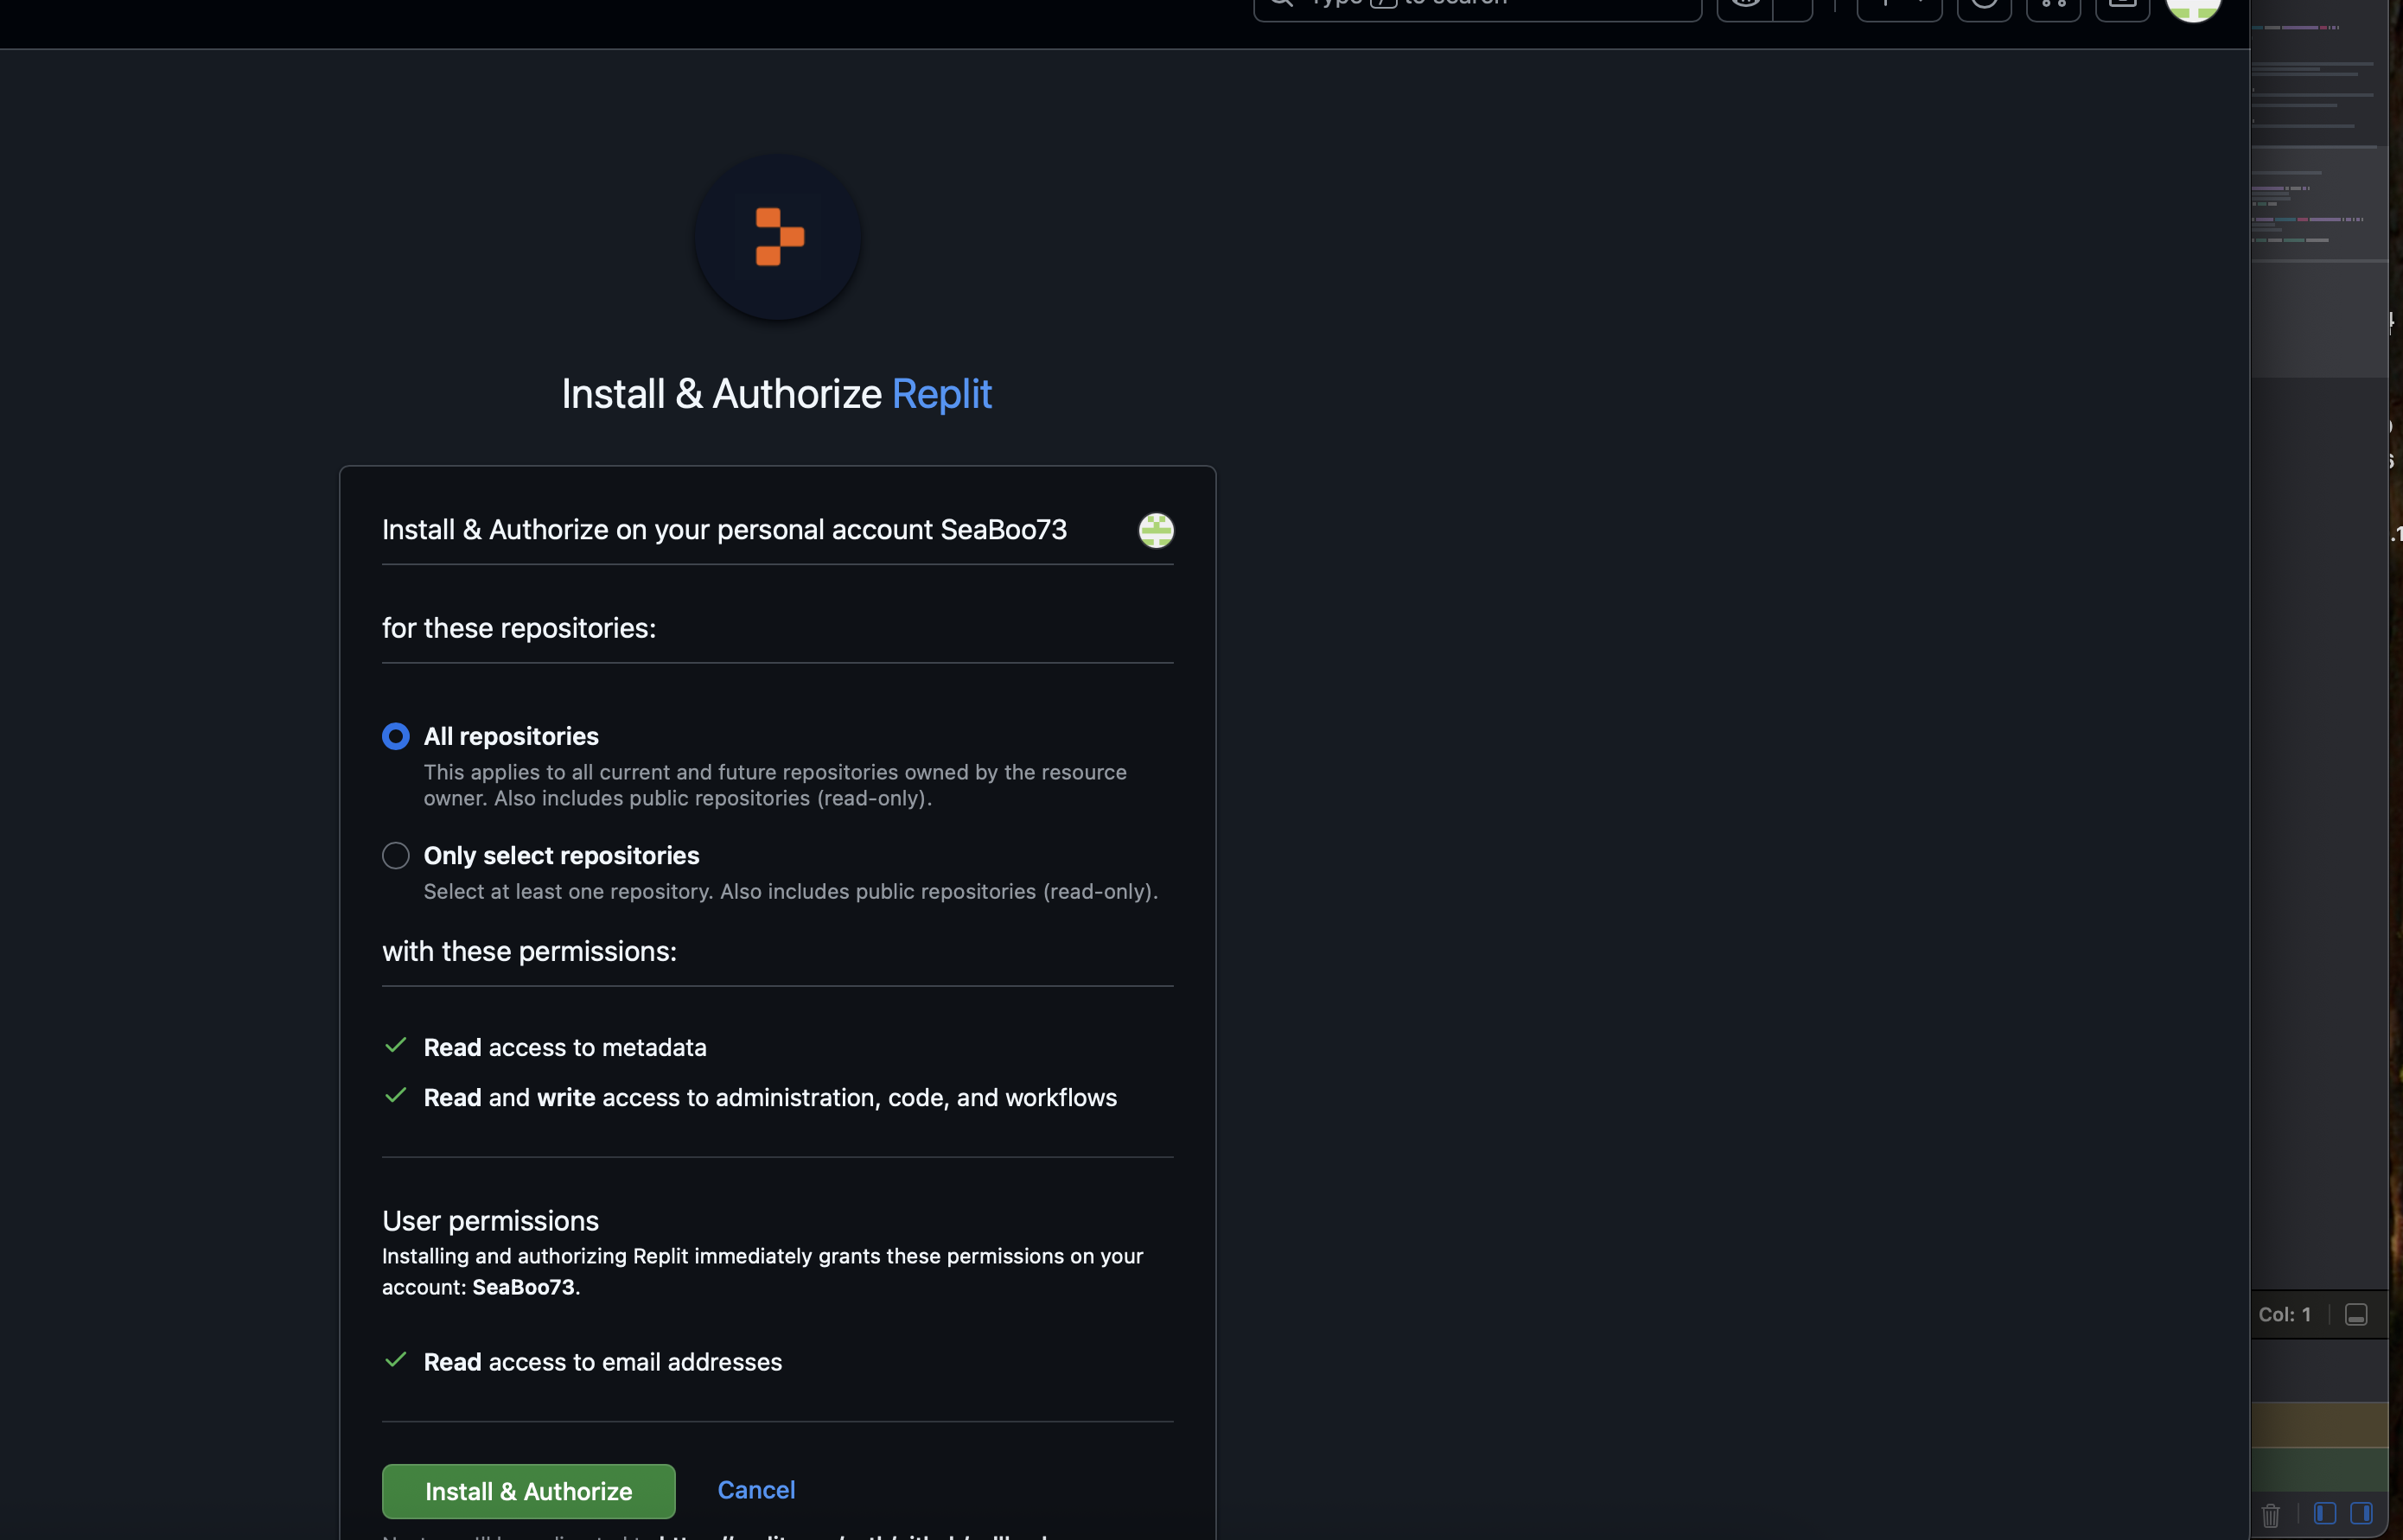 to search
Install & Authorize Replit
Install & Authorize on your personal account SeaBoo73
for these repositories:
All repositories
This applies to all current and future repositories owned by the resource
owner. Also includes public repositories (read-only).
Only select repositories
Select at least one repository. Also includes public repositories (read-only).
with these permissions:
Read access to metadata
Read and write access to administration, code, and workflows
User permissions
Installing and authorizing Replit immediately grants these permissions on your
account: SeaBoo73.
Read access to email addresses
Install & Authorize
Cancel
Col: 1